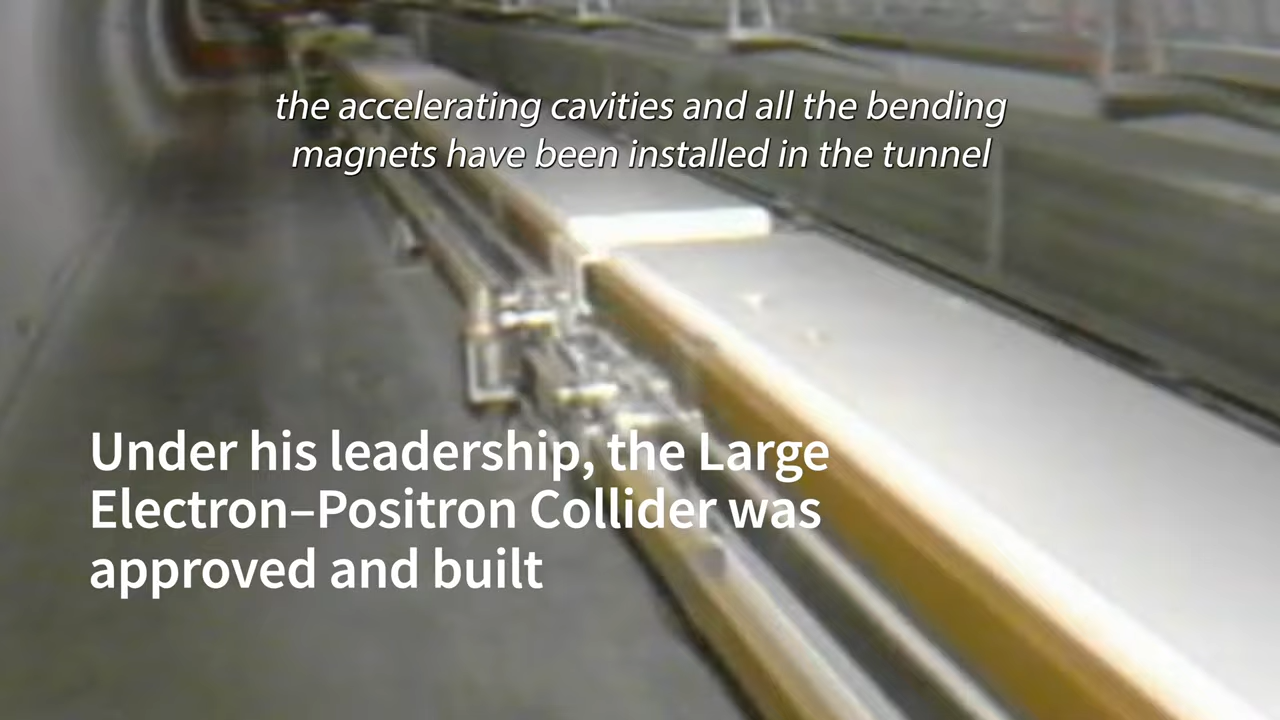 the accelerating cavities and all the bending
magnets have been installed in the tunnel
Under his leadership, the Large
Electron–Positron Collider was
approved and built